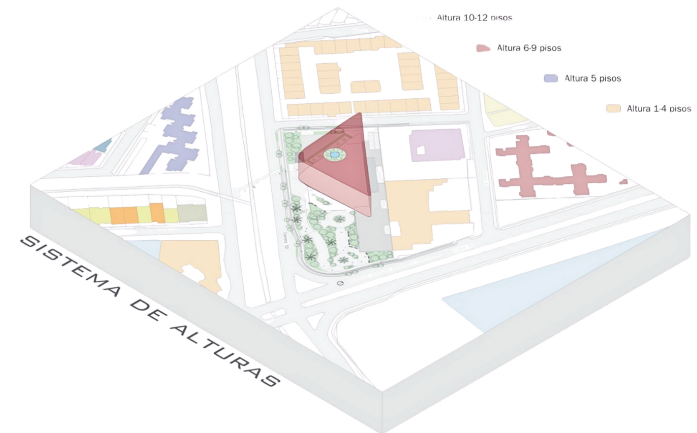 Altura 10-12 pisos
Altura 6-9 pisos
Altura 5 pisos
Altura 1-4 pisos
SISTEMA DE ALTURAS